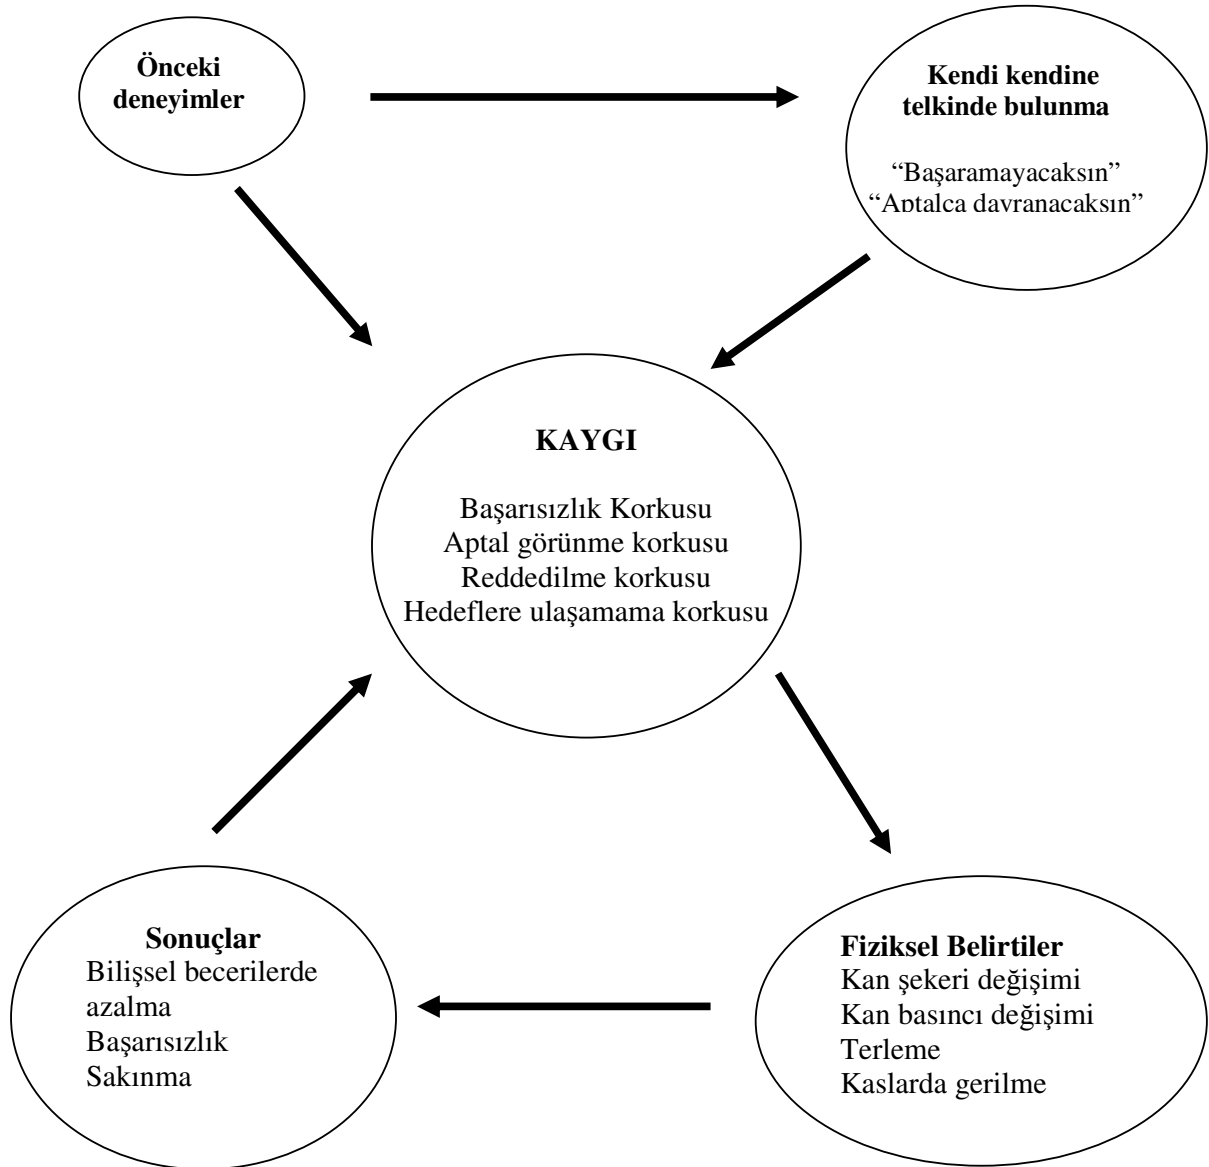 Önceki
deneyimler
Kendi kendine
telkinde bulunma
“Başaramayacaksın”
“Aptalca davranacaksın”
KAYGI
Başarısızlık Korkusu
Aptal görünme korkusu
Reddedilme korkusu
Hedeflere ulaşamama korkusu
Sonuçlar
Bilişsel becerilerde
azalma
Başarısızlık
Sakınma
Fiziksel Belirtiler
Kan şekeri değişimi
Kan basıncı değişimi
Terleme
Kaslarda gerilme